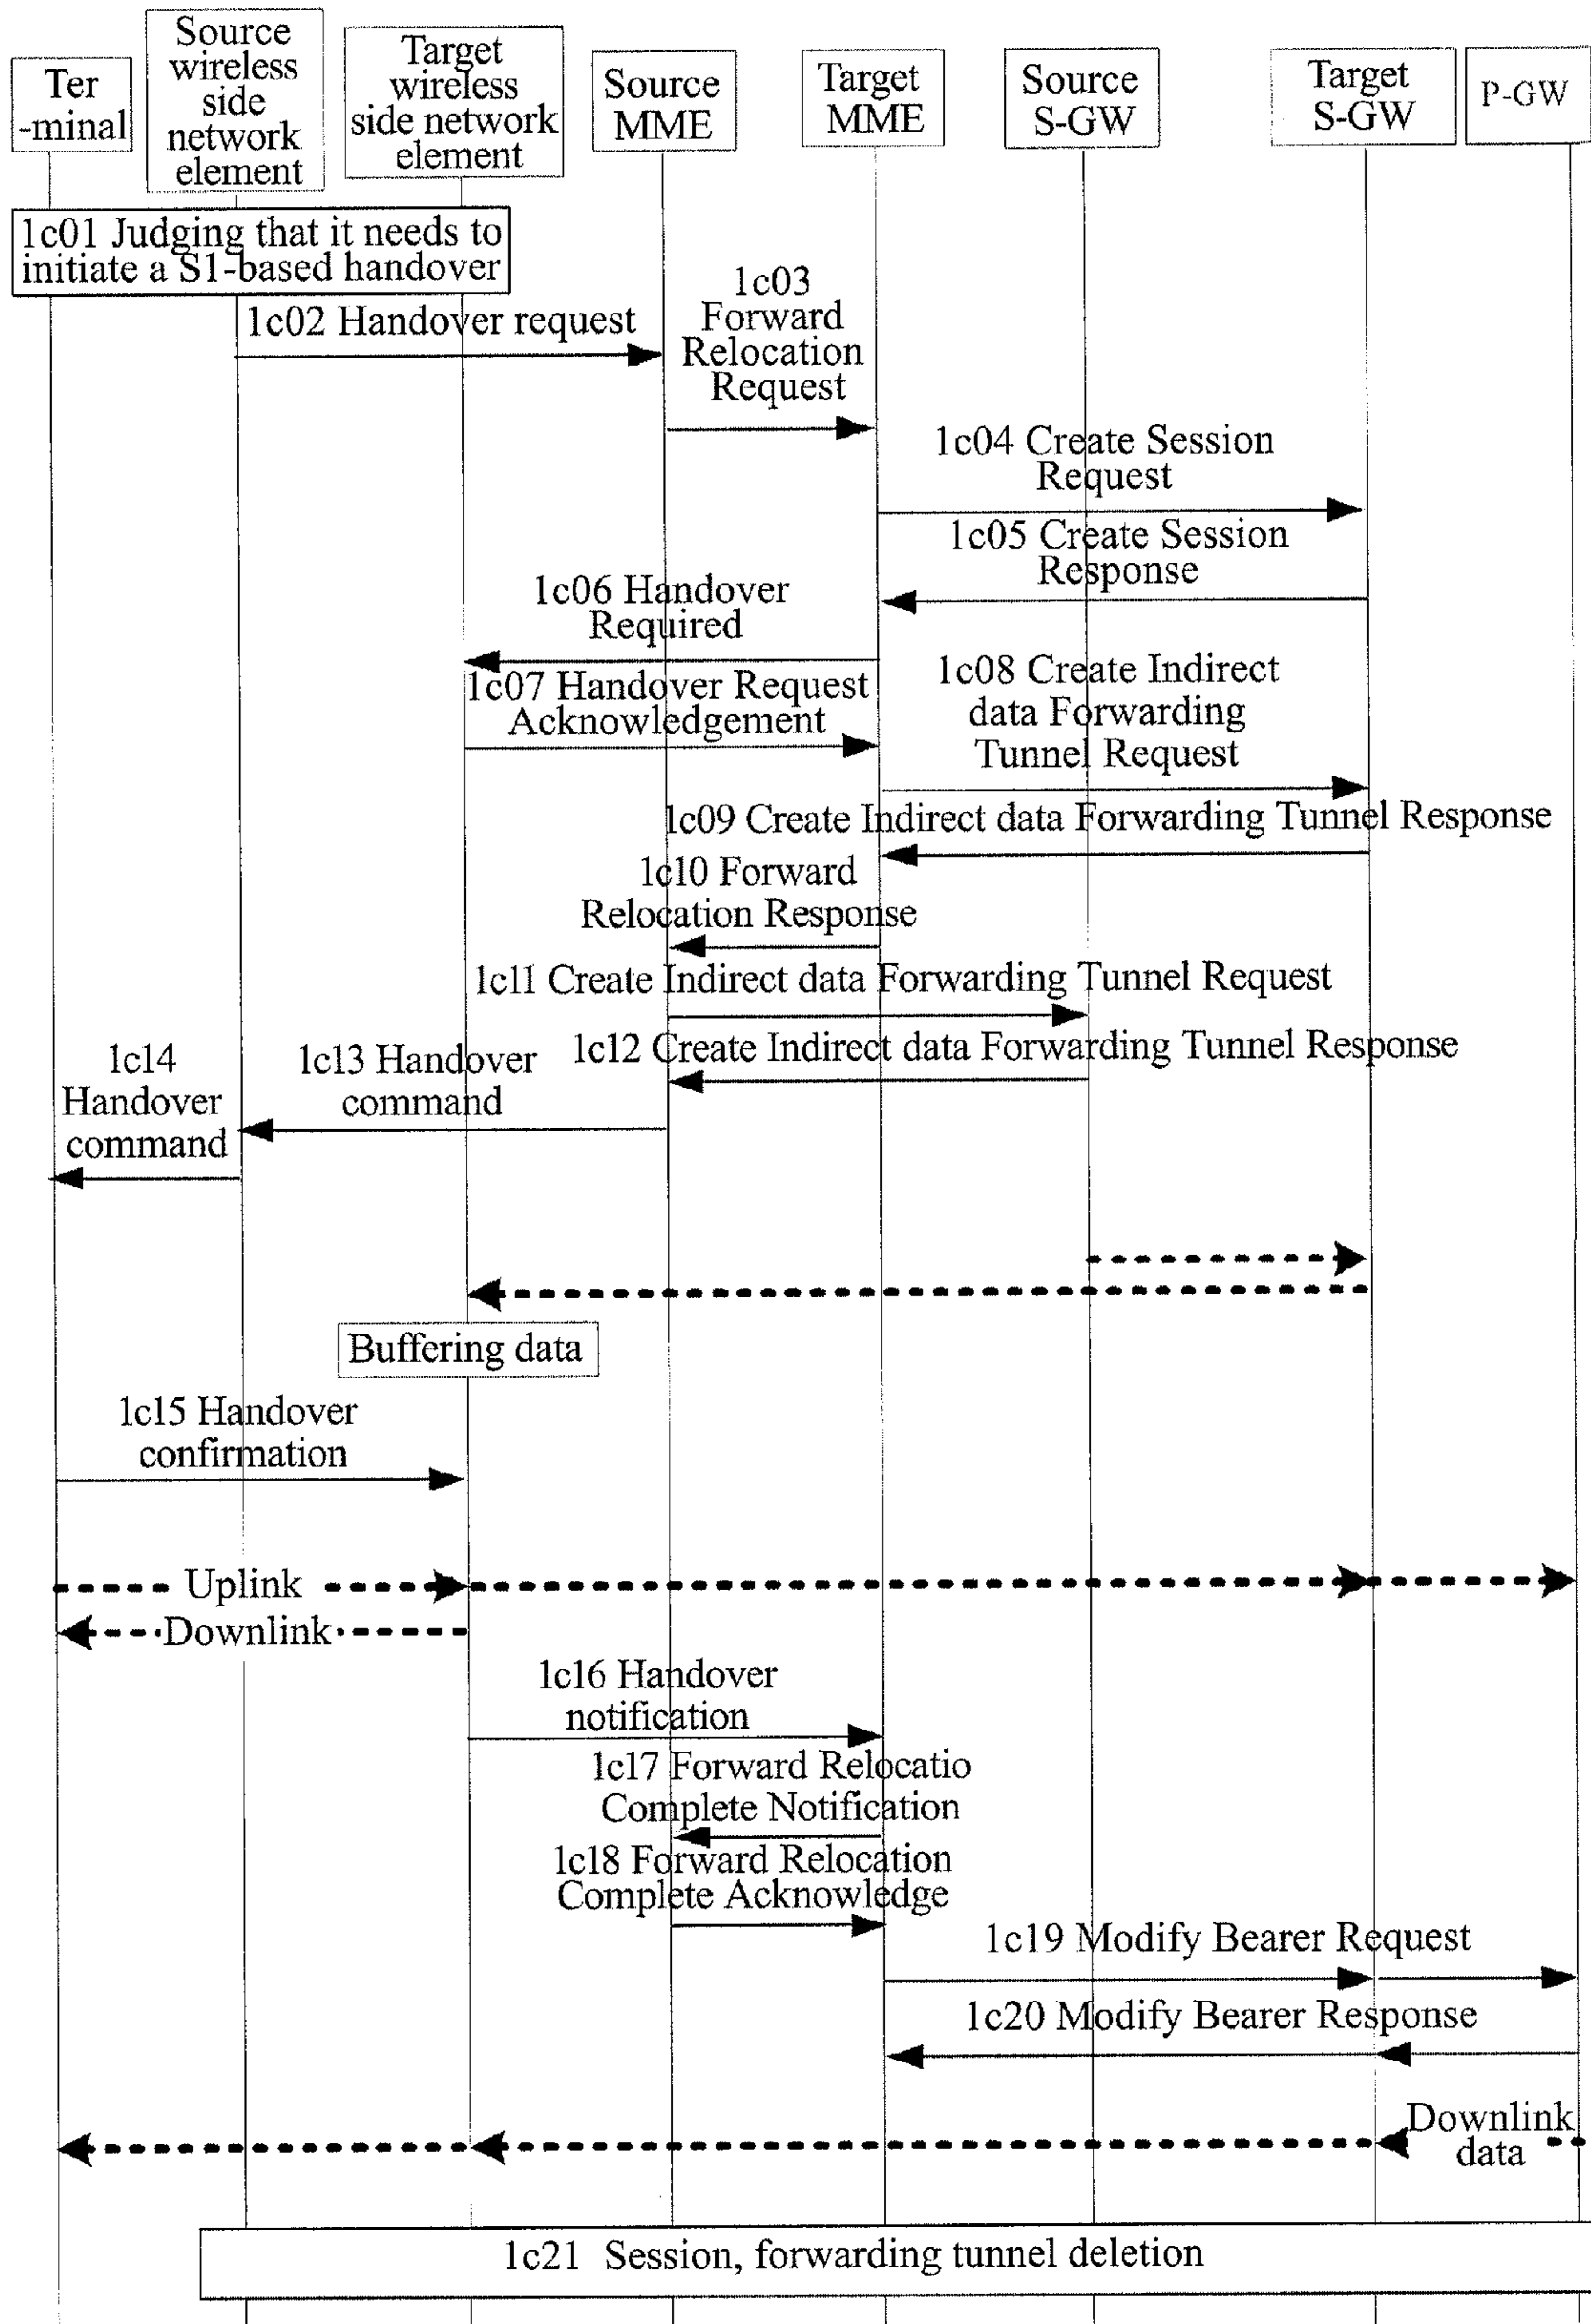 Ter
-minal
Source
wireless
side
network
element
Target
wireless
side network
element
Source
MME
Target
MME
Source
S-GW
Target
S-GW
P-GW
1c01 Judging that it needs to
initiate a S1-based handover
1c02 Handover request
1c03
Forward
Relocation
Request
1c04 Create Session
Request
1c05 Create Session
Response
1c06 Handover
Required
1c07 Handover Request
Acknowledgement
1c08 Create Indirect
data Forwarding
Tunnel Request
1c09 Create Indirect data Forwarding Tunnel Response
1c10 Forward
Relocation Response
1c11 Create Indirect data Forwarding Tunnel Request
1c12 Create Indirect data Forwarding Tunnel Response
1c13 Handover
command
1c14
Handover
command
Buffering data
1c15 Handover
confirmation
Uplink
Downlink
1c16 Handover
notification
1c17 Forward Relocatio
Complete Notification
1c18 Forward Relocation
Complete Acknowledge
1c19 Modify Bearer Request
1c20 Modify Bearer Response
Downlink
data
1c21 Session, forwarding tunnel deletion